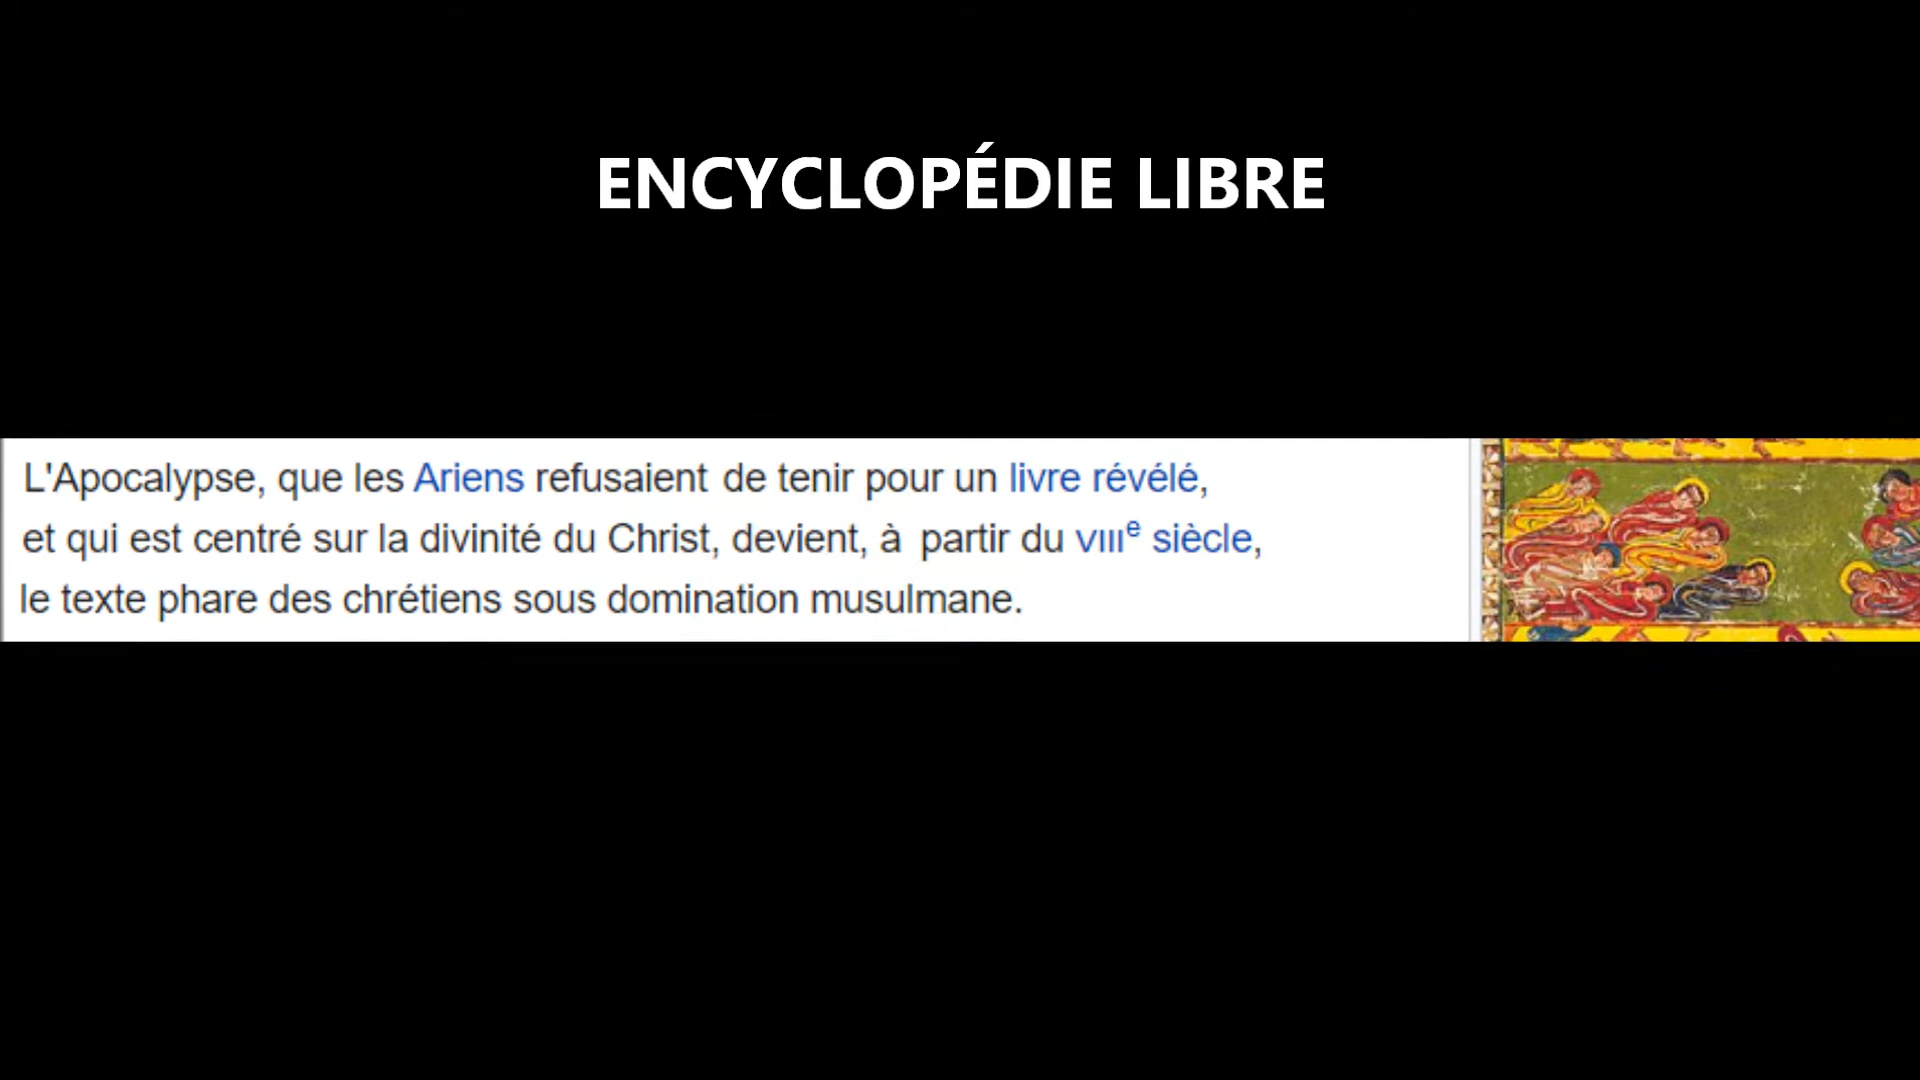 ENCYCLOPÉDIE LIBRE
L'Apocalypse, que les Ariens refusaient de tenir pour un livre révélé,
et qui est centré sur la divinité du Christ, devient, à partir du VIIIe siècle,
le texte phare des chrétiens sous domination musulmane.